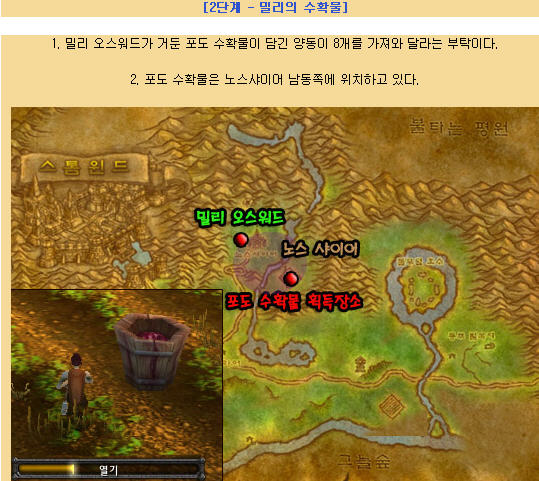 [2단계 - 밀리의 수확물]
1. 밀리 오스워드가 거둔 포도 수확물이 담긴 양동이 8개를 가져와 달라는 부탁이다.
2. 포도 수확물은 노스샤이어 남동쪽에 위치하고 있다.
불타는 평원
스톰윈드
밀리 오스워드
노스 샤이어
포도 수확물 획득장소
열기
그늘숲